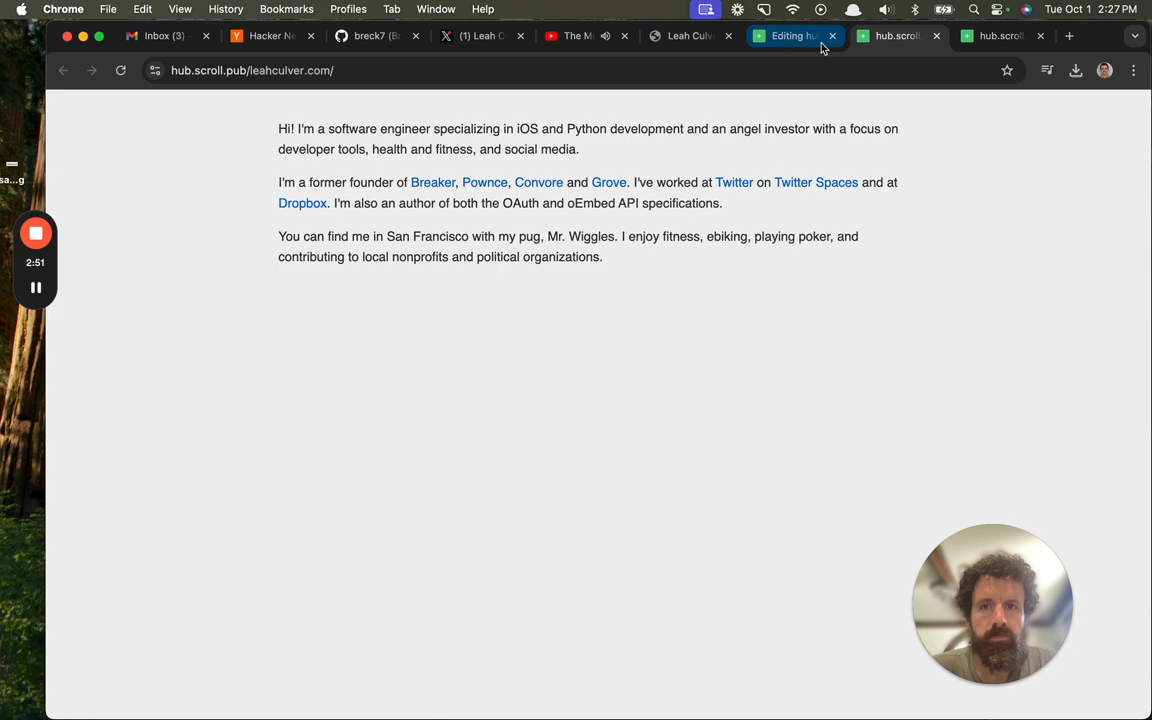 Chrome File Edit View History Bookmarks Profiles Tab Window Help Tue Oct 1 2:27 PM
Inbox (3) Hacker Ne breck7 (B (1) Leah C The M Leah Culv Editing hu hub.scroll hub.scroll
hub.scroll.pub/leahculver.com/
Hi! I'm a software engineer specializing in iOS and Python development and an angel investor with a focus on
developer tools, health and fitness, and social media.
sa...g
I'm a former founder of Breaker, Pownce, Convore and Grove. I've worked at Twitter on Twitter Spaces and at
Dropbox. I'm also an author of both the OAuth and oEmbed API specifications.
You can find me in San Francisco with my pug, Mr. Wiggles. I enjoy fitness, ebiking, playing poker, and
contributing to local nonprofits and political organizations.
2:51